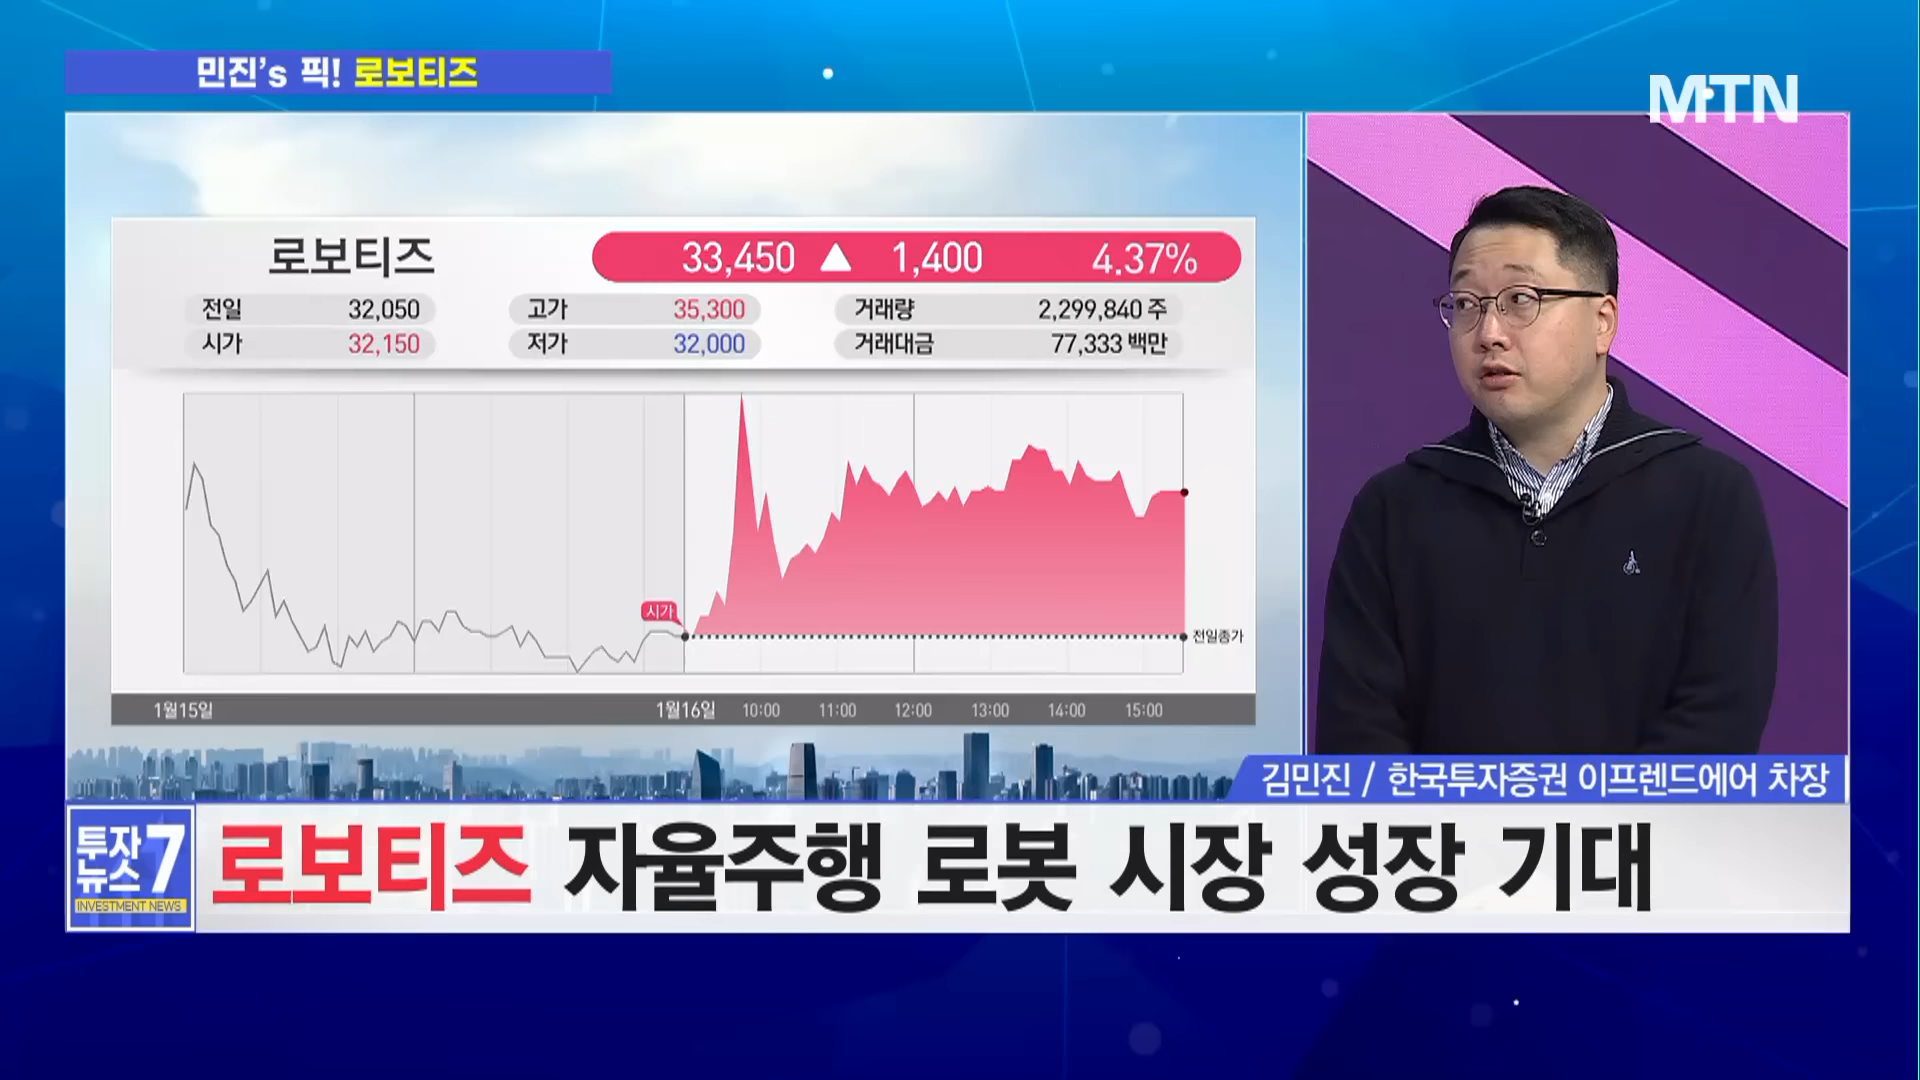 민진's 픽! 로보티즈
MTN
로보티즈 33,450 ▲ 1,400 4.37%
전일 32,050 고가 35,300 거래량 2,299,840 주
시가 32,150 저가 32,000 거래대금 77,333 백만
시가
전일종가
1월15일 1월16일 10:00 11:00 12:00 13:00 14:00 15:00
김민진 / 한국투자증권 이프렌드에어 차장
투자
뉴스 7
INVESTMENT NEWS
로보티즈 자율주행 로봇 시장 성장 기대